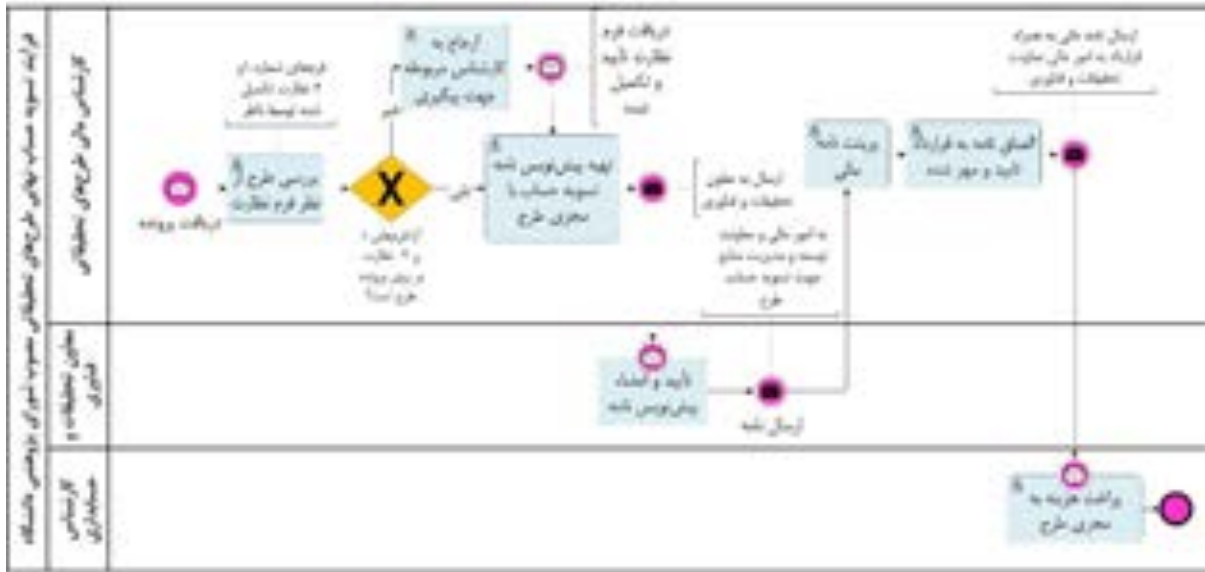 فرایند تسویه حساب نهایی طرح‌های تحقیقاتی مصوب شورای پژوهشی دانشگاه
کارشناس مالی طرح‌های تحقیقاتی
دریافت پرونده
فرم‌های شماره ۱و
۲ نظارت تکمیل
شده توسط ناظر
بررسی طرح از
نظر فرم نظارت
آیا فرم‌های ۱
و ۲ نظارت
در پرونده
طرح است؟
خیر
بلی
ارجاع به
کارشناس مربوطه
جهت پیگیری
دریافت فرم
نظارت تأیید
و تکمیل
شده
تهیه پیش‌نویس نامه
تسویه حساب با
مجری طرح
ارسال به معاون
تحقیقات و فناوری
به امور مالی و معاونت
توسعه و مدیریت منابع
جهت تسویه حساب
طرح
پرینت نامه
مالی
الصاق نامه به قرارداد
تأیید و مهر شده
ارسال نامه مالی به همراه
قرارداد به امور مالی معاونت
تحقیقات و فناوری
معاون تحقیقات و
فناوری
تأیید و امضاء
پیش‌نویس نامه
ارسال نامه
کارشناس
حسابداری
پرداخت هزینه به
مجری طرح